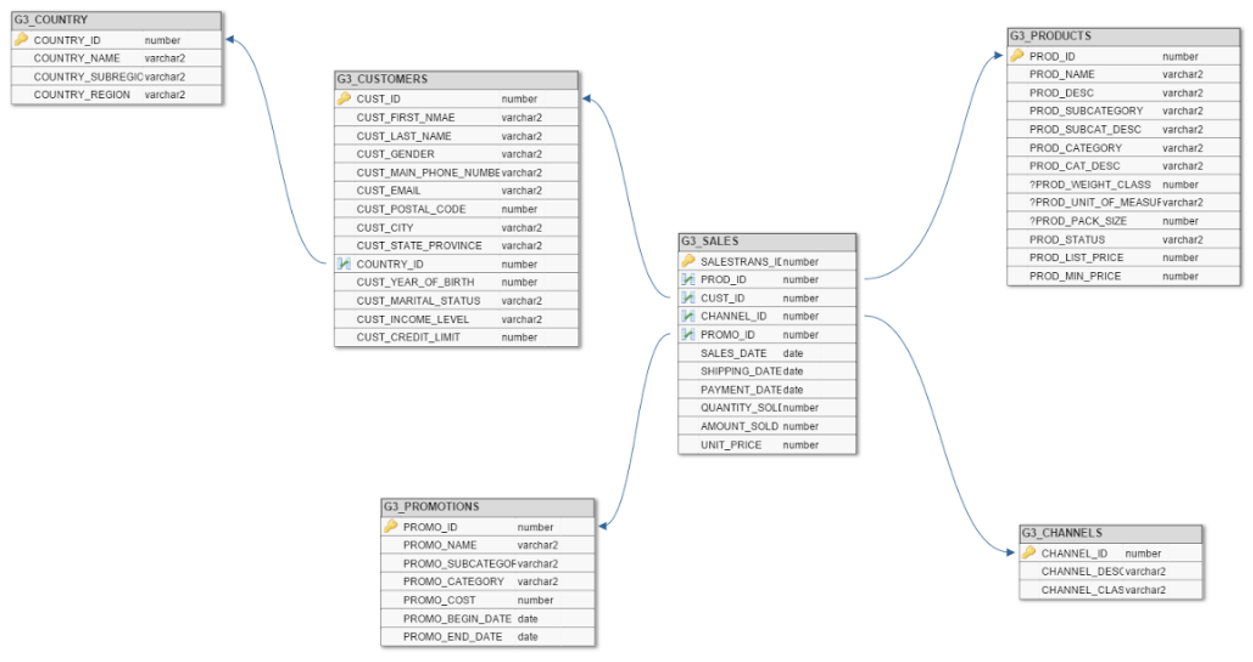 G3_COUNTRY
COUNTRY_ID number
COUNTRY_NAME varchar2
COUNTRY_SUBREGIC varchar2
COUNTRY_REGION varchar2
G3_CUSTOMERS
CUST_ID number
CUST_FIRST_NMAE varchar2
CUST_LAST_NAME varchar2
CUST_GENDER varchar2
CUST_MAIN_PHONE_NUMBE varchar2
CUST_EMAIL varchar2
CUST_POSTAL_CODE number
CUST_CITY varchar2
CUST_STATE_PROVINCE varchar2
COUNTRY_ID number
CUST_YEAR_OF_BIRTH number
CUST_MARITAL_STATUS varchar2
CUST_INCOME_LEVEL varchar2
CUST_CREDIT_LIMIT number
G3_PRODUCTS
PROD_ID number
PROD_NAME varchar2
PROD_DESC varchar2
PROD_SUBCATEGORY varchar2
PROD_SUBCAT_DESC varchar2
PROD_CATEGORY varchar2
PROD_CAT_DESC varchar2
?PROD_WEIGHT_CLASS number
?PROD_UNIT_OF_MEASUF varchar2
?PROD_PACK_SIZE number
PROD_STATUS varchar2
PROD_LIST_PRICE number
PROD_MIN_PRICE number
G3_SALES
SALESTRANS_IE number
PROD_ID number
CUST_ID number
CHANNEL_ID number
PROMO_ID number
SALES_DATE date
SHIPPING_DATE date
PAYMENT_DATE date
QUANTITY_SOLI number
AMOUNT_SOLD number
UNIT_PRICE number
G3_PROMOTIONS
PROMO_ID number
PROMO_NAME varchar2
PROMO_SUBCATEGOF varchar2
PROMO_CATEGORY varchar2
PROMO_COST number
PROMO_BEGIN_DATE date
PROMO_END_DATE date
G3_CHANNELS
CHANNEL_ID number
CHANNEL_DESC varchar2
CHANNEL_CLAS varchar2